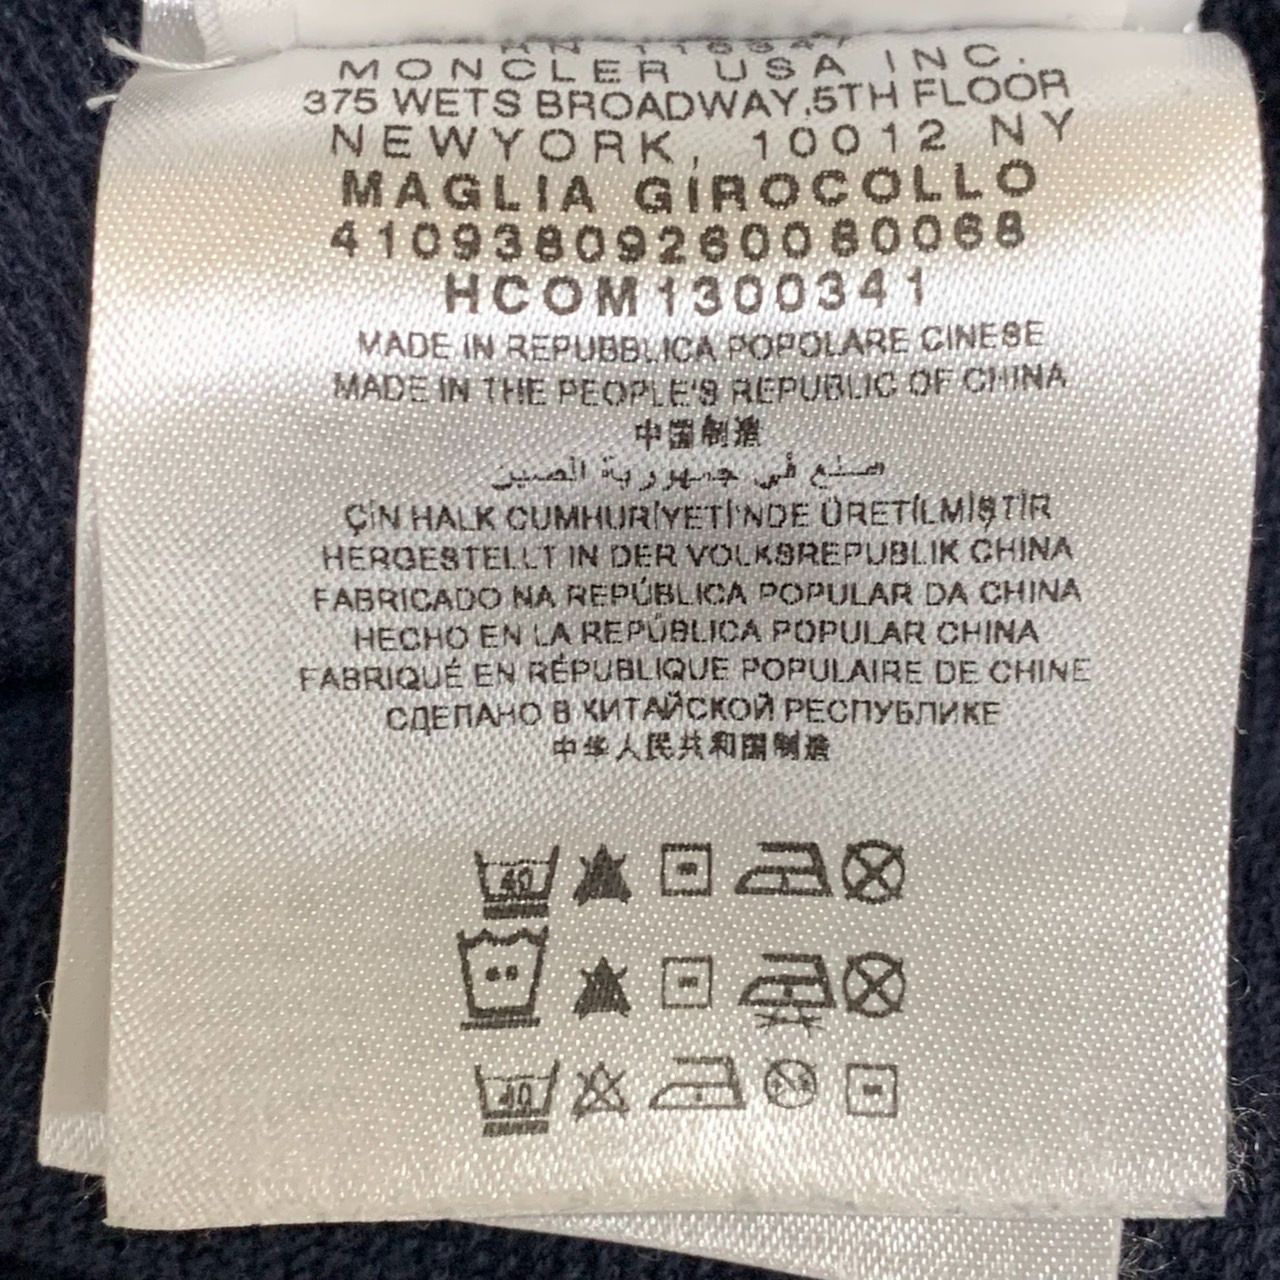 RN 116347
MONCLER USA INC.
375 WETS BROADWAY,5TH FLOOR
NEWYORK, 10012 NY
MAGLIA GIROCOLLO
41093809260080068
HCOM1300341
MADE IN REPUBBLICA POPOLARE CINESE
MADE IN THE PEOPLE'S REPUBLIC OF CHINA
中国制造
صنع في جمهورية الصين
ÇİN HALK CUMHURİYETİ'NDE ÜRETİLMİŞTİR
HERGESTELLT IN DER VOLKSREPUBLIK CHINA
FABRICADO NA REPÚBLICA POPULAR DA CHINA
HECHO EN LA REPÚBLICA POPULAR CHINA
FABRIQUÉ EN RÉPUBLIQUE POPULAIRE DE CHINE
СДЕПАНО В КИТАЙСКОЙ РЕСПУБЛИКЕ
中华人民共和国制造
40
40